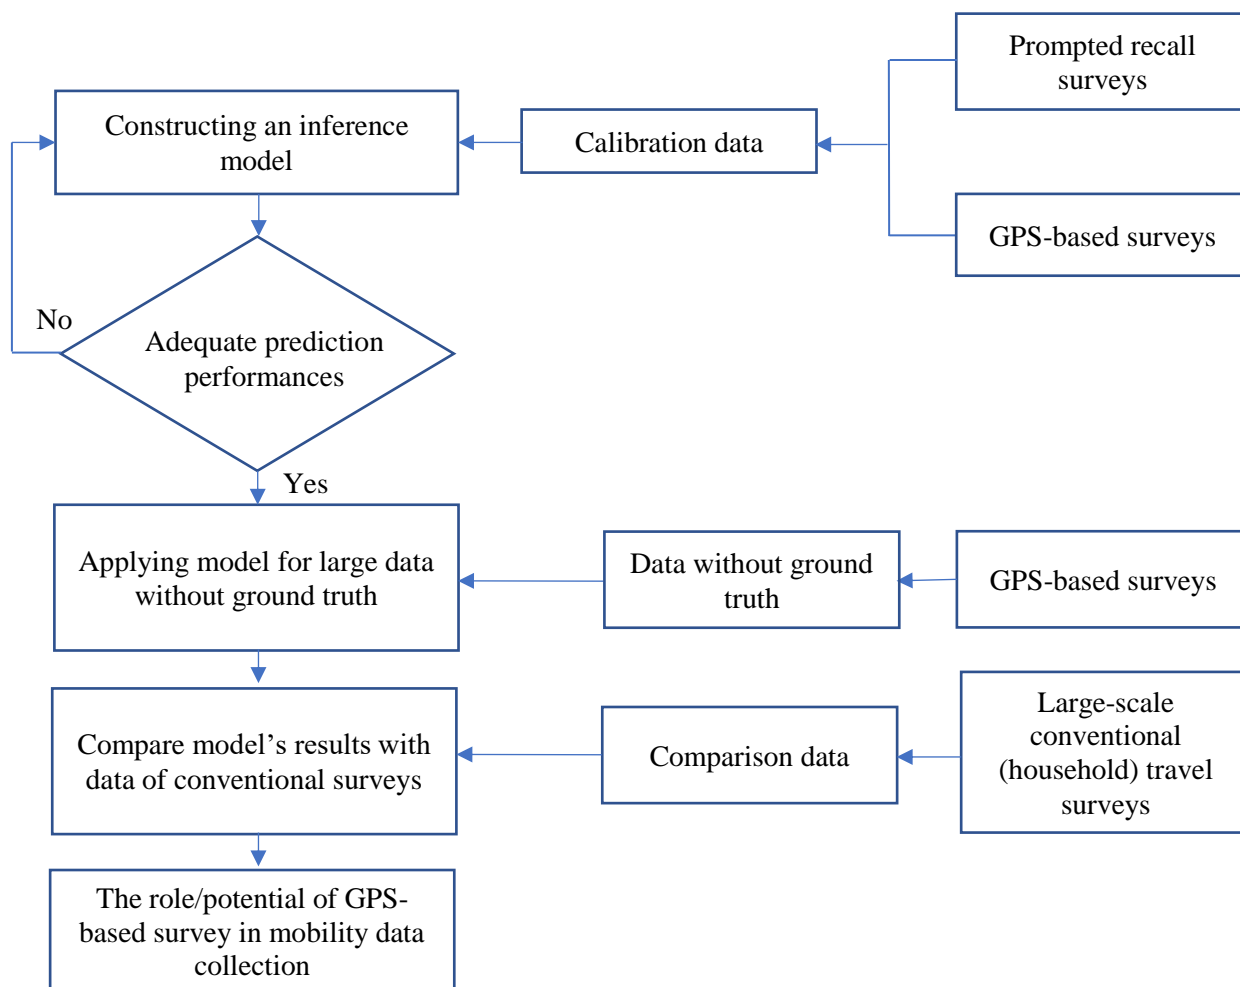 Prompted recall
surveys
Constructing an inference
model
Calibration data
GPS-based surveys
No
Adequate prediction
performances
Yes
Applying model for large data
without ground truth
Data without ground
truth
GPS-based surveys
Compare model’s results with
data of conventional surveys
Comparison data
Large-scale
conventional
(household) travel
surveys
The role/potential of GPS-
based survey in mobility data
collection